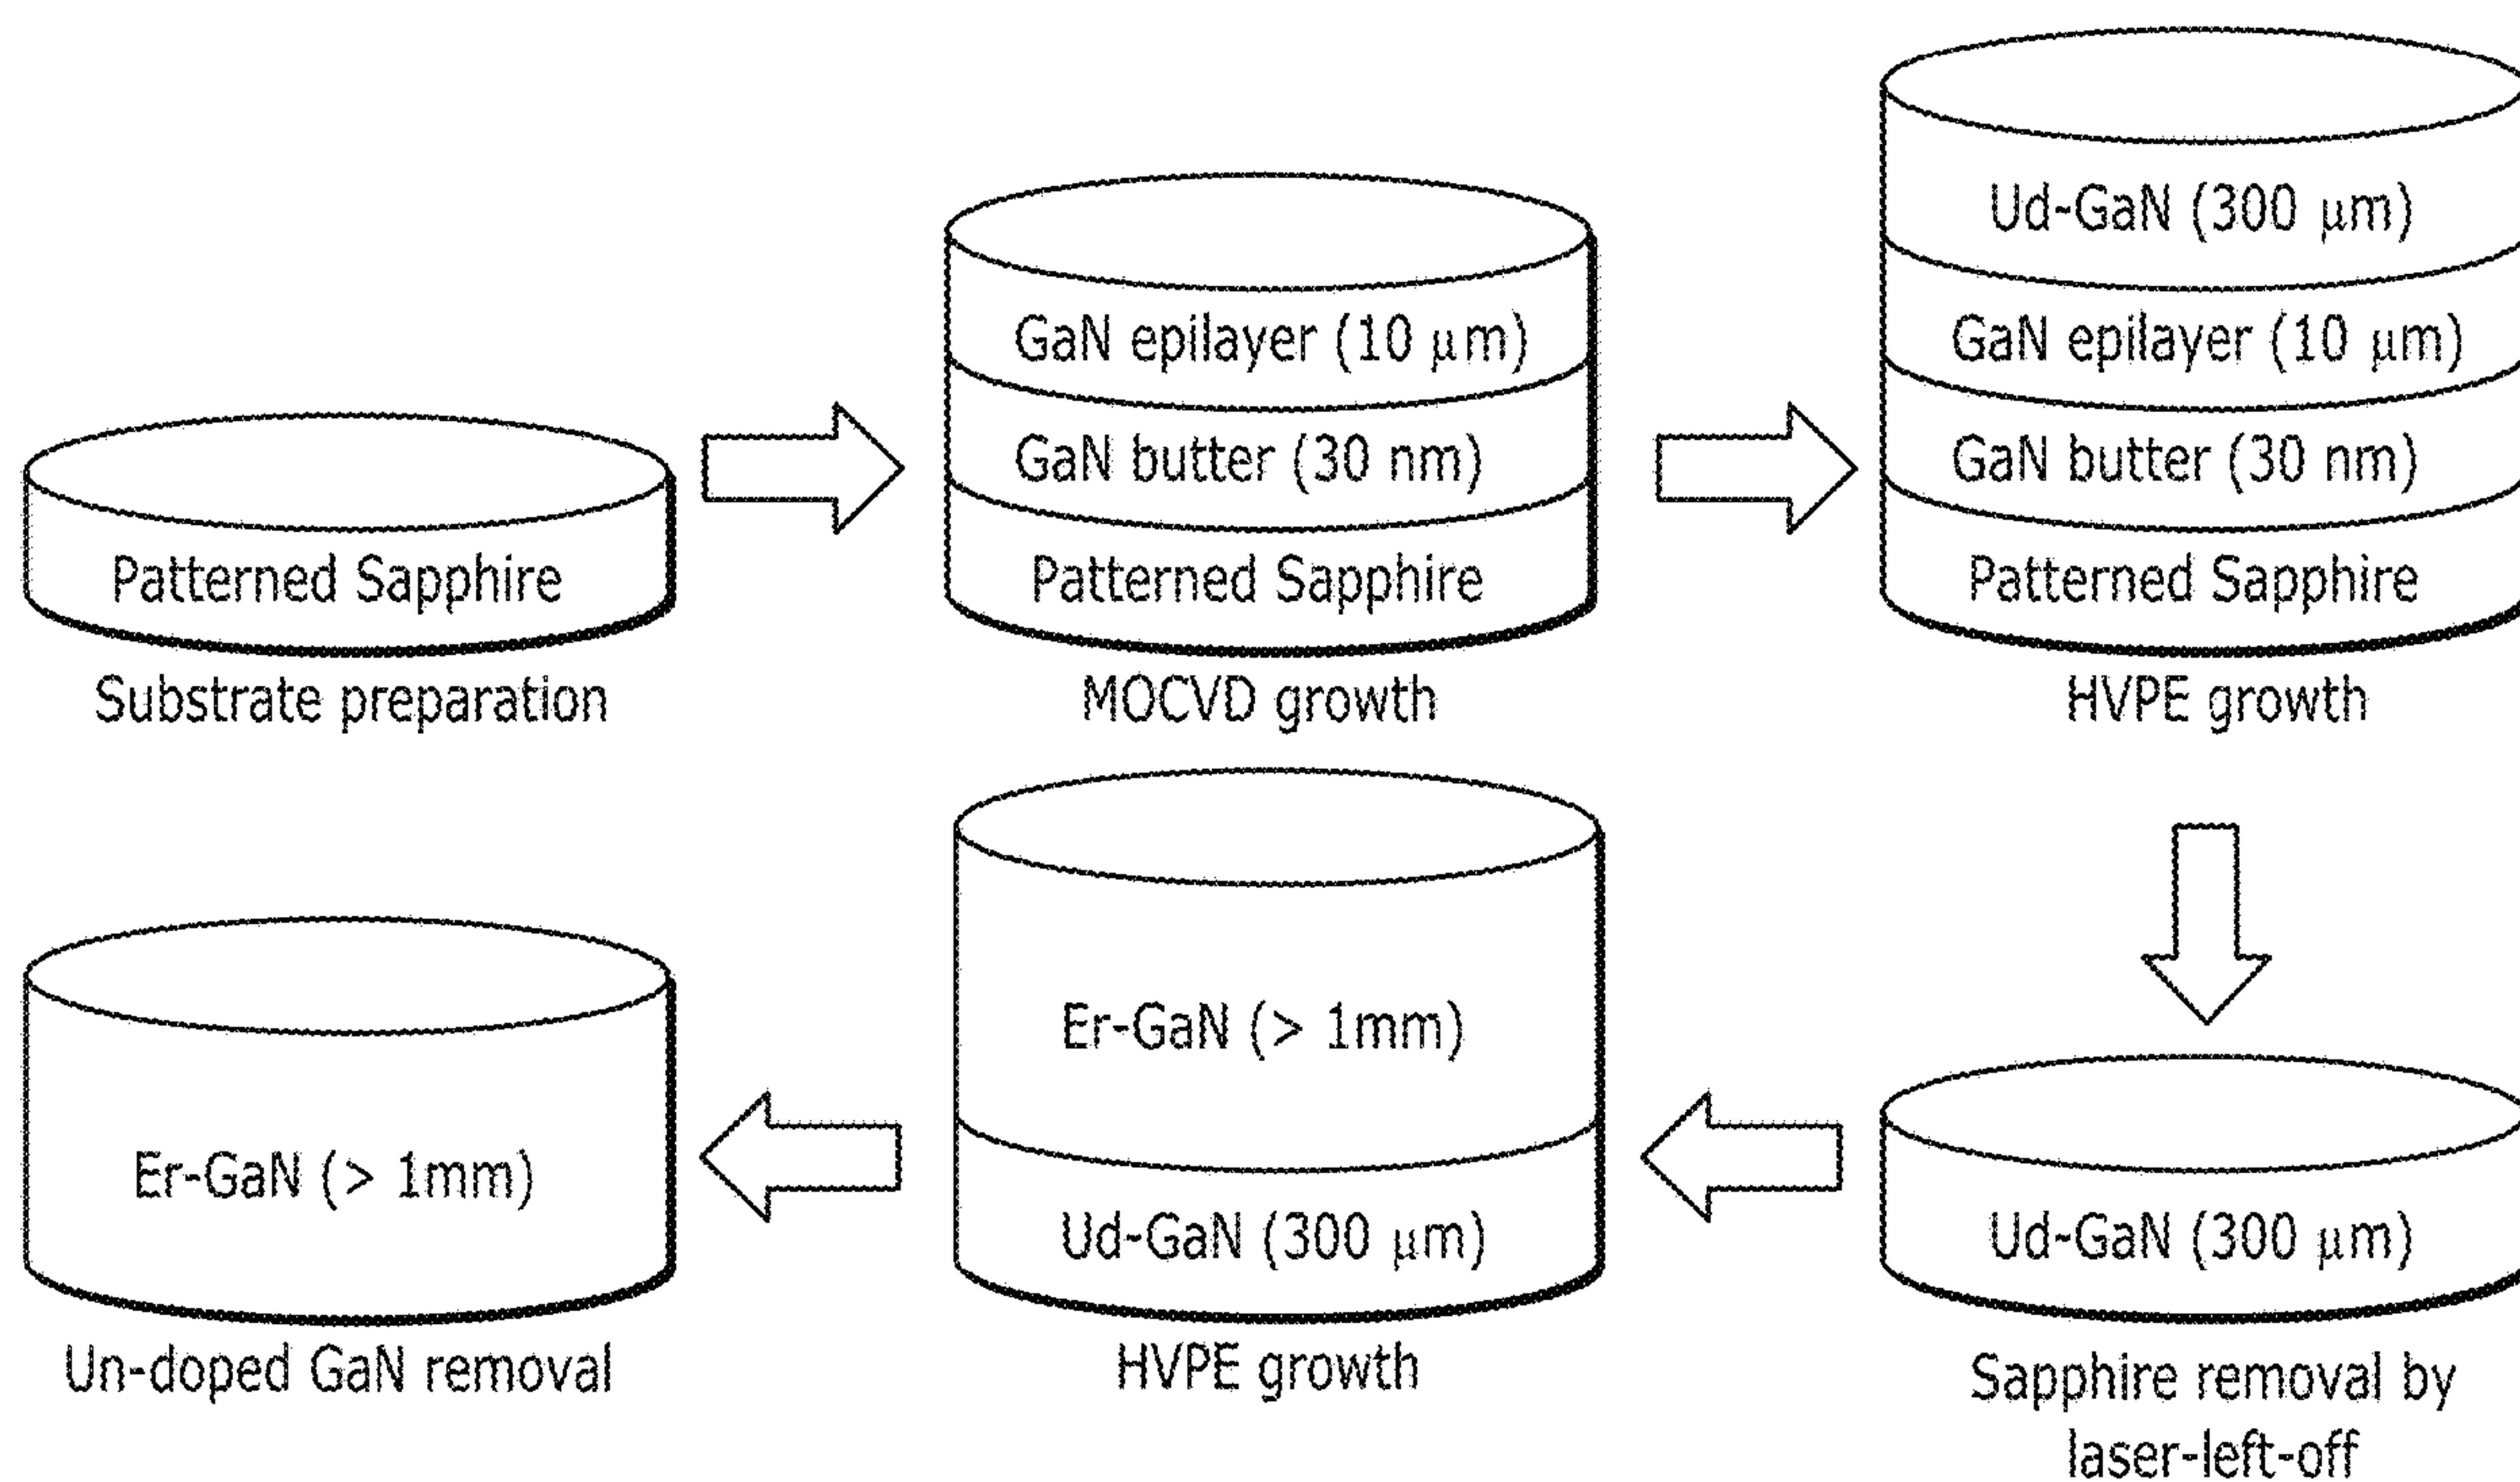 Patterned Sapphire
Substrate preparation
GaN epilayer (10 μm)
GaN butter (30 nm)
Patterned Sapphire
MOCVD growth
Ud-GaN (300 μm)
GaN epilayer (10 μm)
GaN butter (30 nm)
Patterned Sapphire
HVPE growth
Ud-GaN (300 μm)
Sapphire removal by
laser-left-off
Er-GaN (> 1mm)
Ud-GaN (300 μm)
HVPE growth
Er-GaN (> 1mm)
Un-doped GaN removal